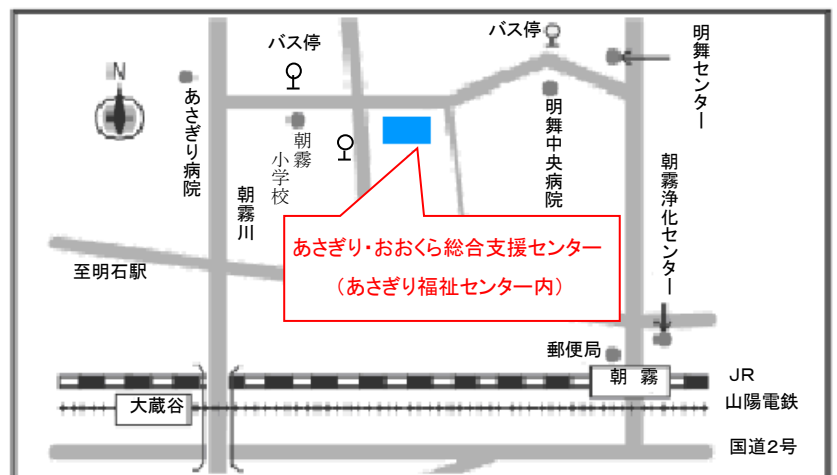 バス停
バス停
明舞センター
N
あさぎり病院
朝霧
小学校
明舞中央病院
朝霧浄化センター
朝霧川
あさぎり・おおくら総合支援センター
（あさぎり福祉センター内）
至明石駅
郵便局
朝 霧
JR
大蔵谷
山陽電鉄
国道2号